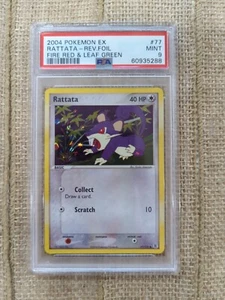 2004 POKEMON EX #77
RATTATA-REV.FOIL MINT
FIRE RED & LEAF GREEN 9
PSA 60935288
Rattata 40 HP
Collect
Draw a card.
Scratch 10